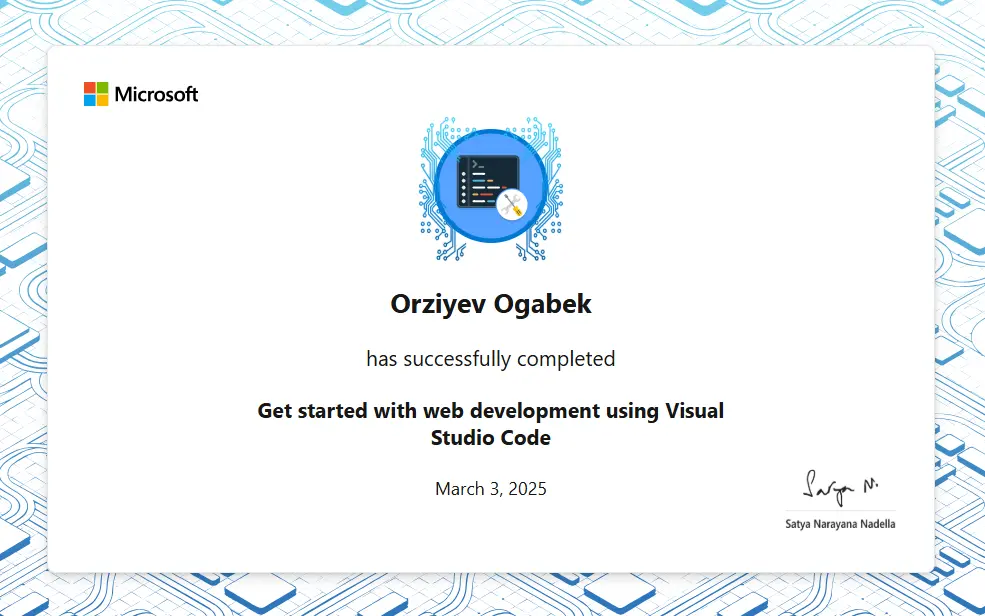 Microsoft
Orziyev Ogabek
has successfully completed
Get started with web development using Visual
Studio Code
March 3, 2025
Satya N.
Satya Narayana Nadella